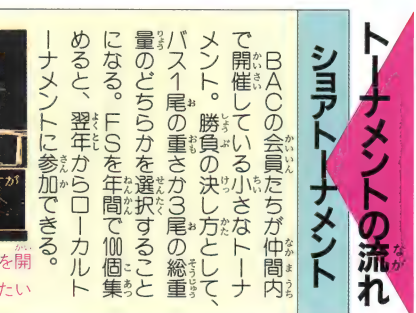 トーナメントの流れ
ショアトーナメント
BACの会員たちが仲間内
で開催している小さなトーナ
メント。勝負の決し方として、
バス1尾の重さか3尾の総重
量のどちらかを選択すること
になる。FSを年間で100個集
めると、翌年からローカルト
ーナメントに参加できる。
が
を開
たい